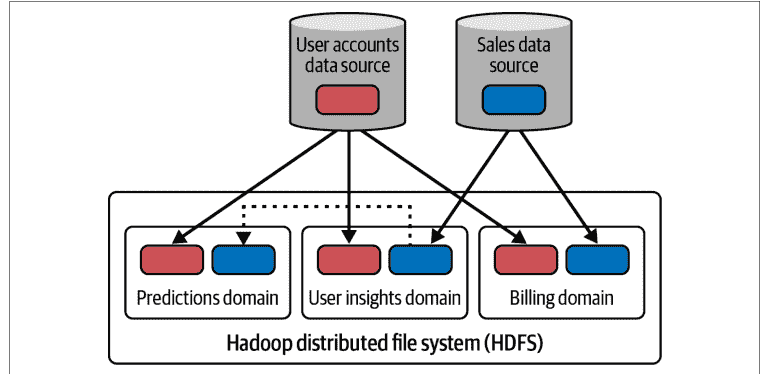 User accounts
data source
Sales data
source
Predictions domain
User insights domain
Billing domain
Hadoop distributed file system (HDFS)